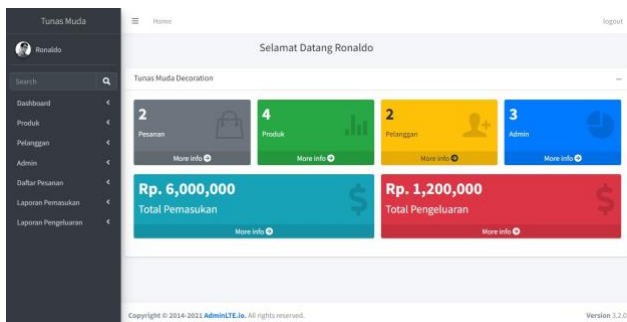 Tunas Muda
Home
logout
Ronaldo
Search
Dashboard
Produk
Pelanggan
Admin
Daftar Pesanan
Laporan Pemasukan
Laporan Pengeluaran
Selamat Datang Ronaldo
Tunas Muda Decoration
2
Pesanan
More info
4
Produk
More info
2
Pelanggan
More info
3
Admin
More info
Rp. 6,000,000
Total Pemasukan
More info
Rp. 1,200,000
Total Pengeluaran
More info
Copyright © 2014-2021 AdminLTE.io. All rights reserved.
Version 3.2.0